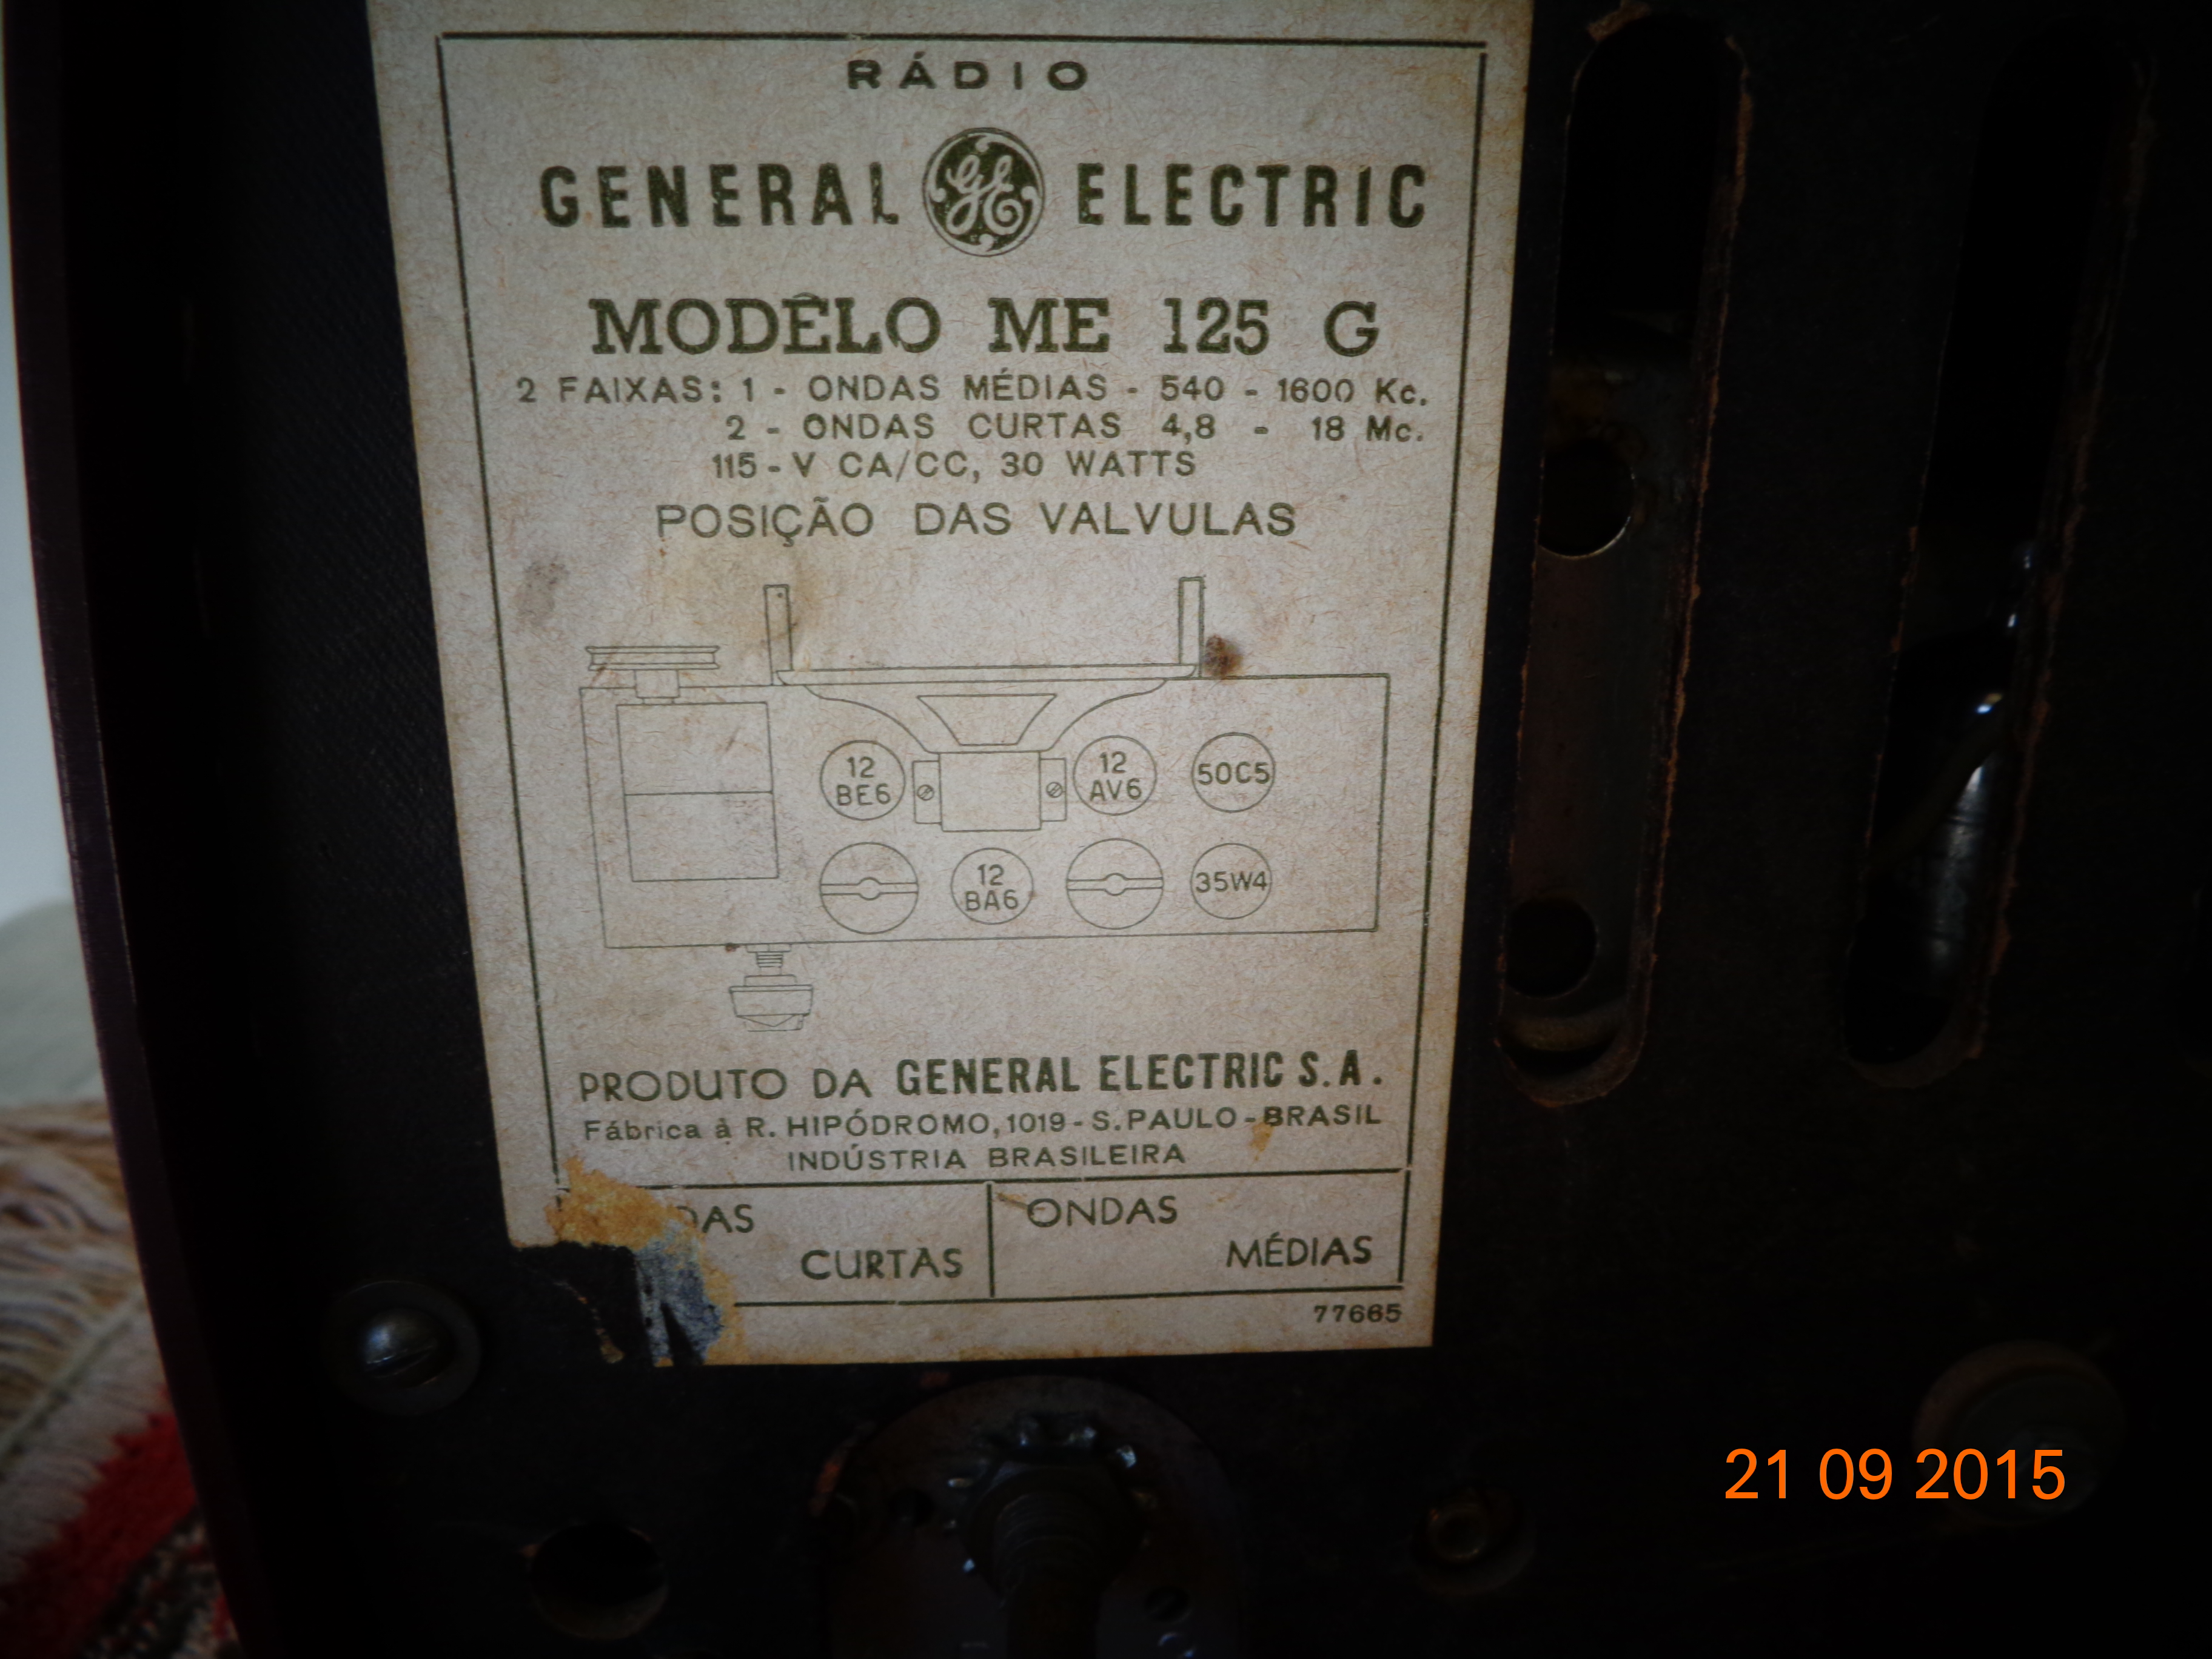 RÁDIO
GENERAL GE ELECTRIC
MODÊLO ME 125 G
2 FAIXAS: 1 - ONDAS MÉDIAS - 540 - 1600 Kc.
2 - ONDAS CURTAS 4,8 - 18 Mc.
115 - V CA/CC, 30 WATTS
POSIÇÃO DAS VALVULAS
12 BE6
12 AV6
50C5
12 BA6
35W4
PRODUTO DA GENERAL ELECTRIC S.A.
Fábrica à R. HIPÓDROMO, 1019 - S. PAULO - BRASIL
INDÚSTRIA BRASILEIRA
DAS
CURTAS
ONDAS
MÉDIAS
77665
21 09 2015